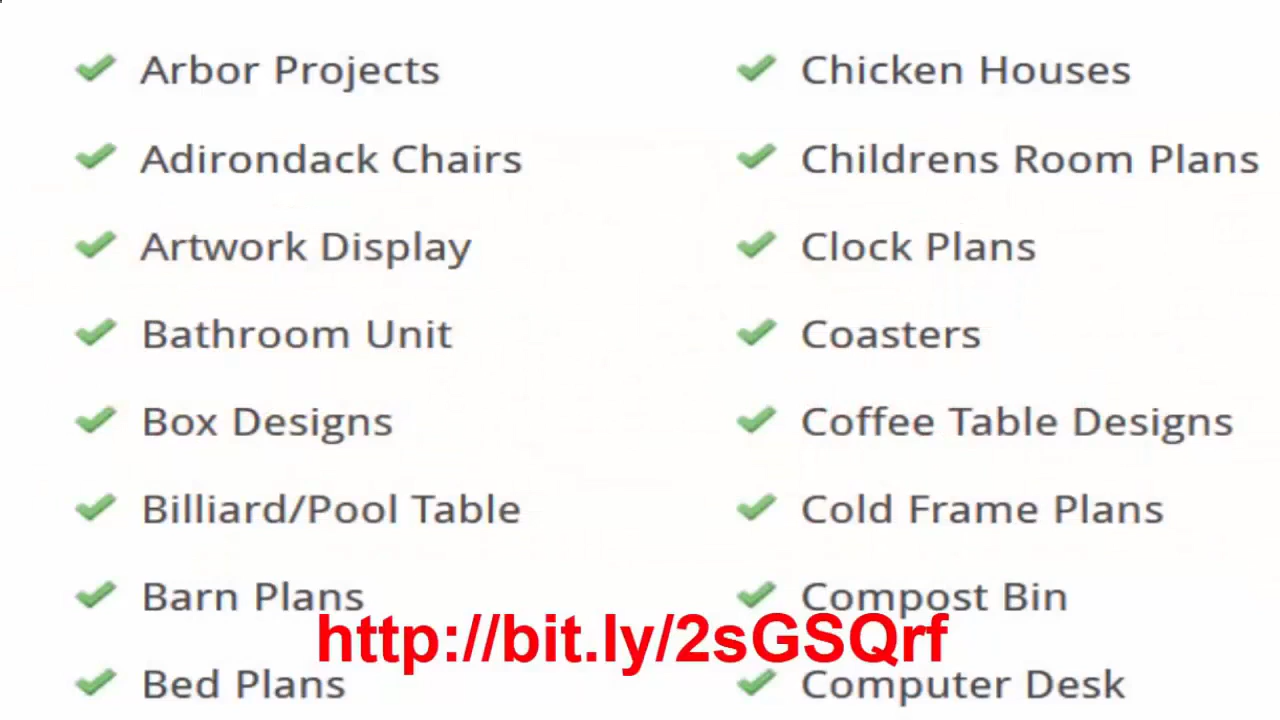 Arbor Projects
Adirondack Chairs
Artwork Display
Bathroom Unit
Box Designs
Billiard/Pool Table
Barn Plans
Bed Plans
Chicken Houses
Childrens Room Plans
Clock Plans
Coasters
Coffee Table Designs
Cold Frame Plans
Compost Bin
Computer Desk
http://bit.ly/2sGSQrf